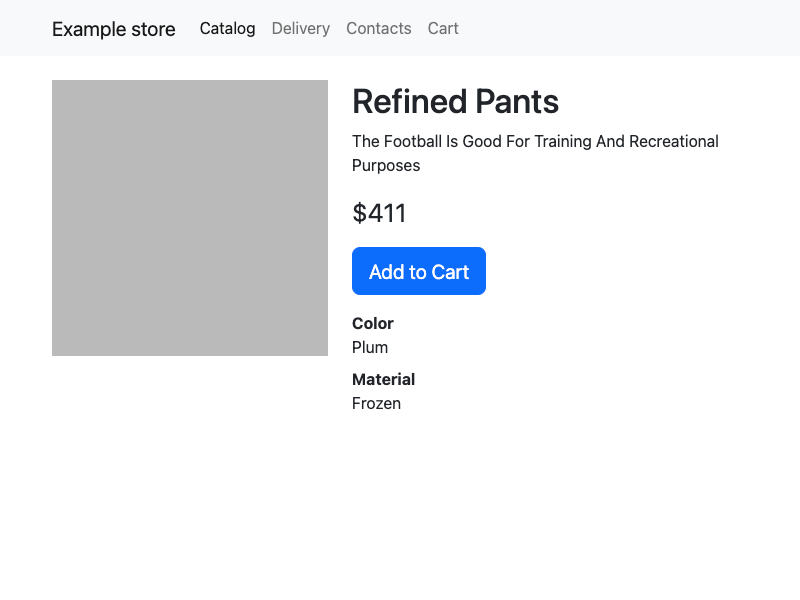 Example store Catalog Delivery Contacts Cart
Refined Pants
The Football Is Good For Training And Recreational
Purposes
$411
Add to Cart
Color
Plum
Material
Frozen